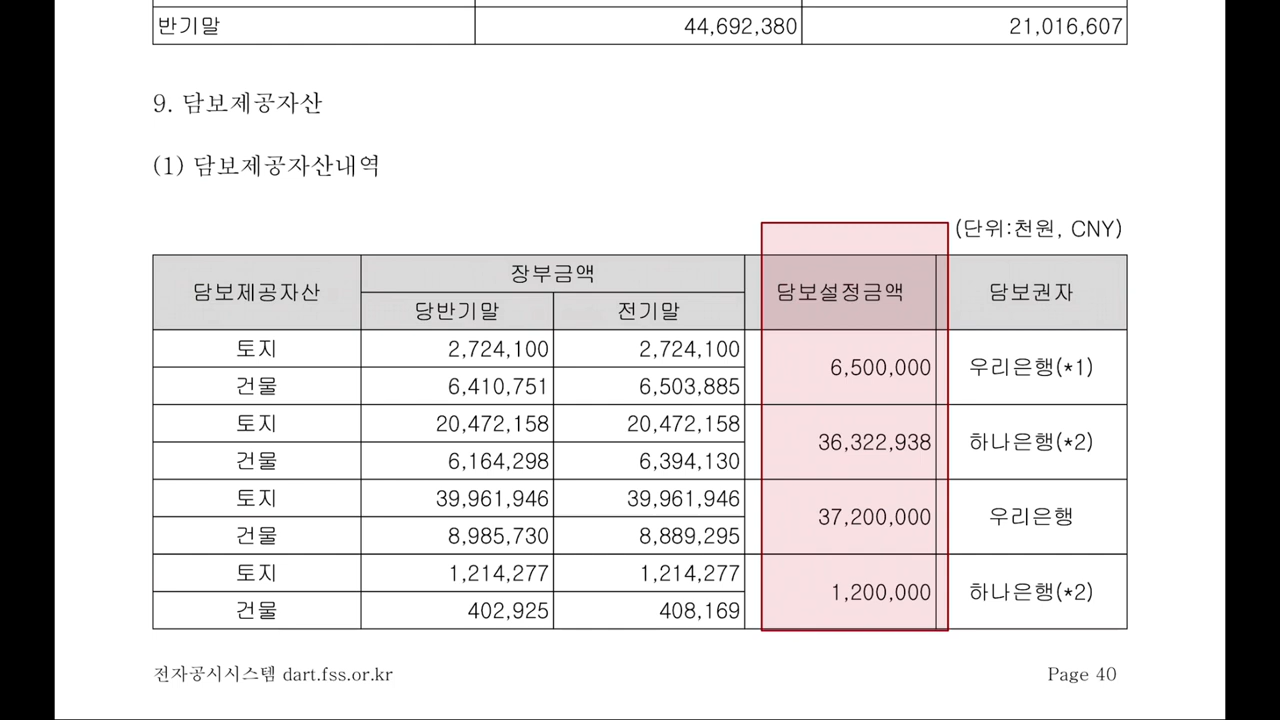 반기말 44,692,380 21,016,607
9. 담보제공자산
(1) 담보제공자산내역
(단위:천원, CNY)
담보제공자산 장부금액 담보설정금액 담보권자
당반기말 전기말
토지 2,724,100 2,724,100 6,500,000 우리은행(*1)
건물 6,410,751 6,503,885
토지 20,472,158 20,472,158 36,322,938 하나은행(*2)
건물 6,164,298 6,394,130
토지 39,961,946 39,961,946 37,200,000 우리은행
건물 8,985,730 8,889,295
토지 1,214,277 1,214,277 1,200,000 하나은행(*2)
건물 402,925 408,169
전자공시시스템 dart.fss.or.kr Page 40